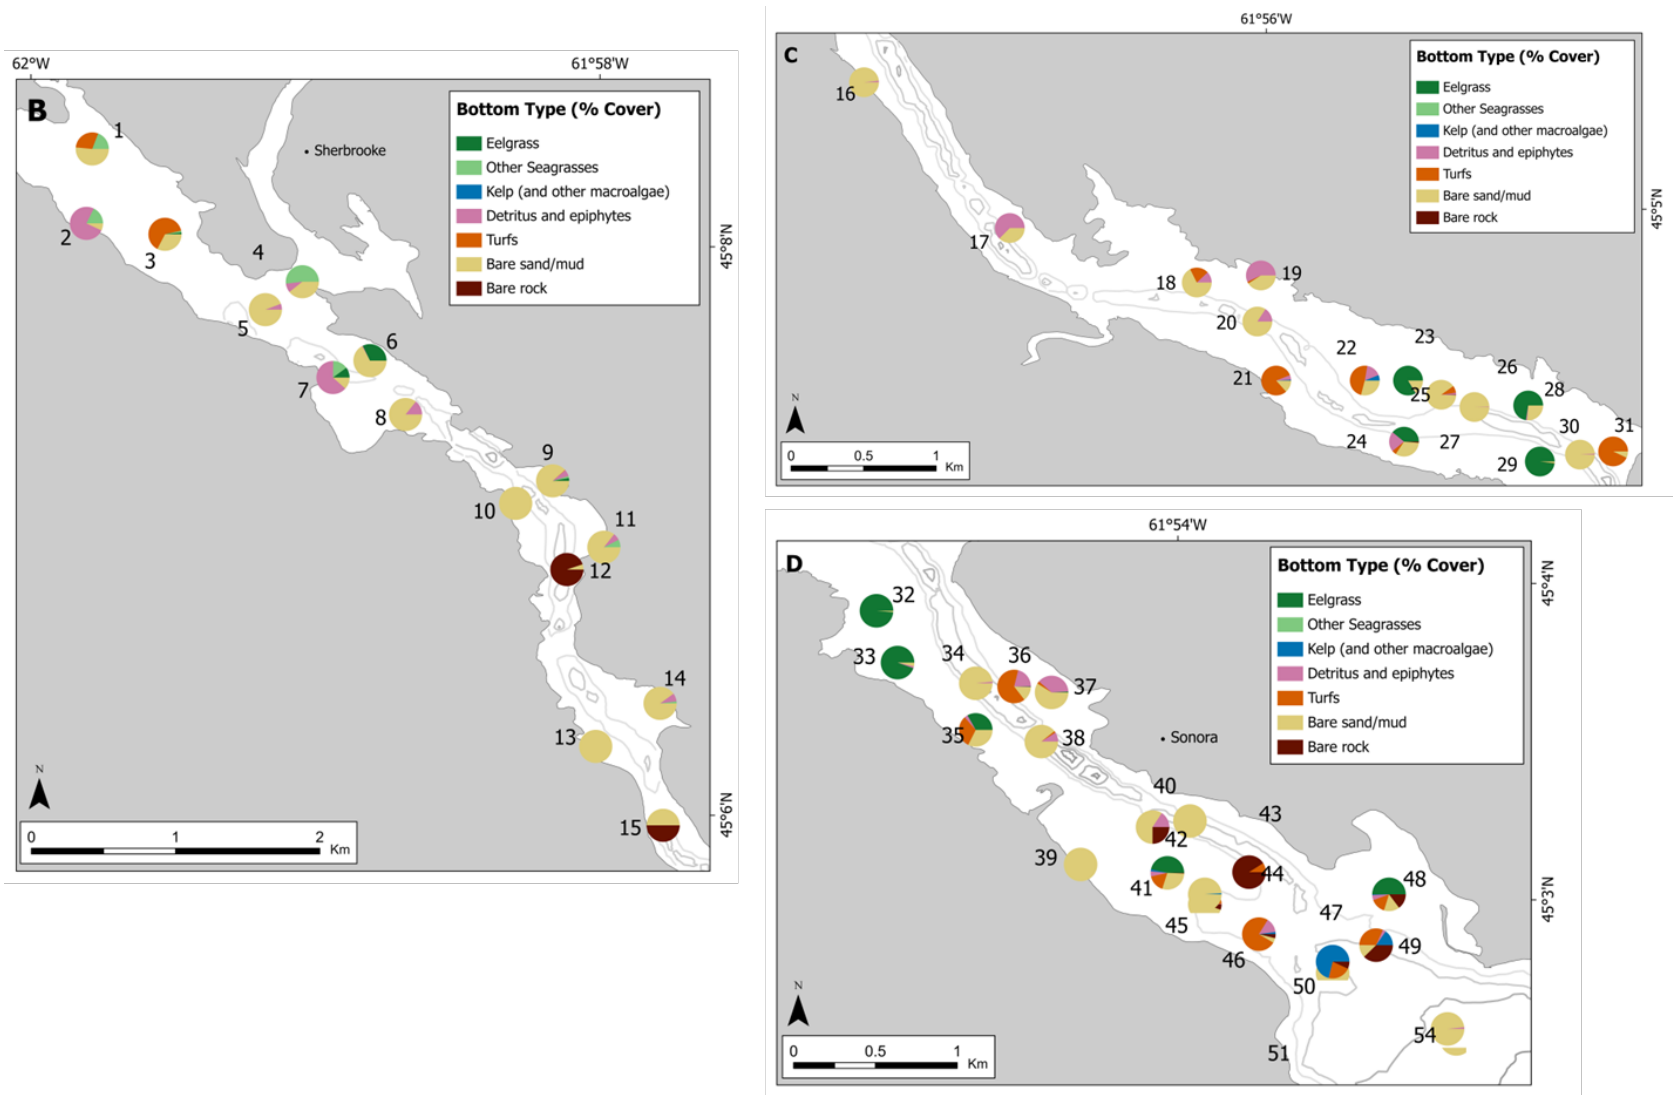 62°W
61°58'W
B
Bottom Type (% Cover)
Eelgrass
Other Seagrasses
Kelp (and other macroalgae)
Detritus and epiphytes
Turfs
Bare sand/mud
Bare rock
Sherbrooke
1
2
3
4
5
6
7
8
9
10
11
12
13
14
15
45°8'N
45°6'N
N
0 1 2
Km
61°56'W
C
Bottom Type (% Cover)
Eelgrass
Other Seagrasses
Kelp (and other macroalgae)
Detritus and epiphytes
Turfs
Bare sand/mud
Bare rock
16
17
18
19
20
21
22
23
24
25
26
27
28
29
30
31
45°5'N
N
0 0.5 1
Km
61°54'W
D
Bottom Type (% Cover)
Eelgrass
Other Seagrasses
Kelp (and other macroalgae)
Detritus and epiphytes
Turfs
Bare sand/mud
Bare rock
32
33
34
35
36
37
38
Sonora
39
40
41
42
43
44
45
46
47
48
49
50
51
54
45°4'N
45°3'N
N
0 0.5 1
Km